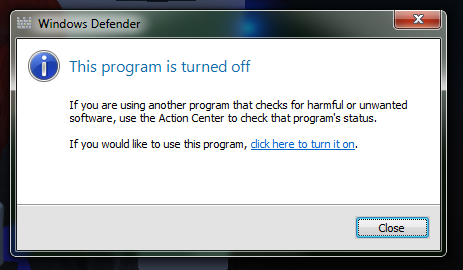 Windows Defender
This program is turned off
If you are using another program that checks for harmful or unwanted
software, use the Action Center to check that program's status.
If you would like to use this program, click here to turn it on.
Close